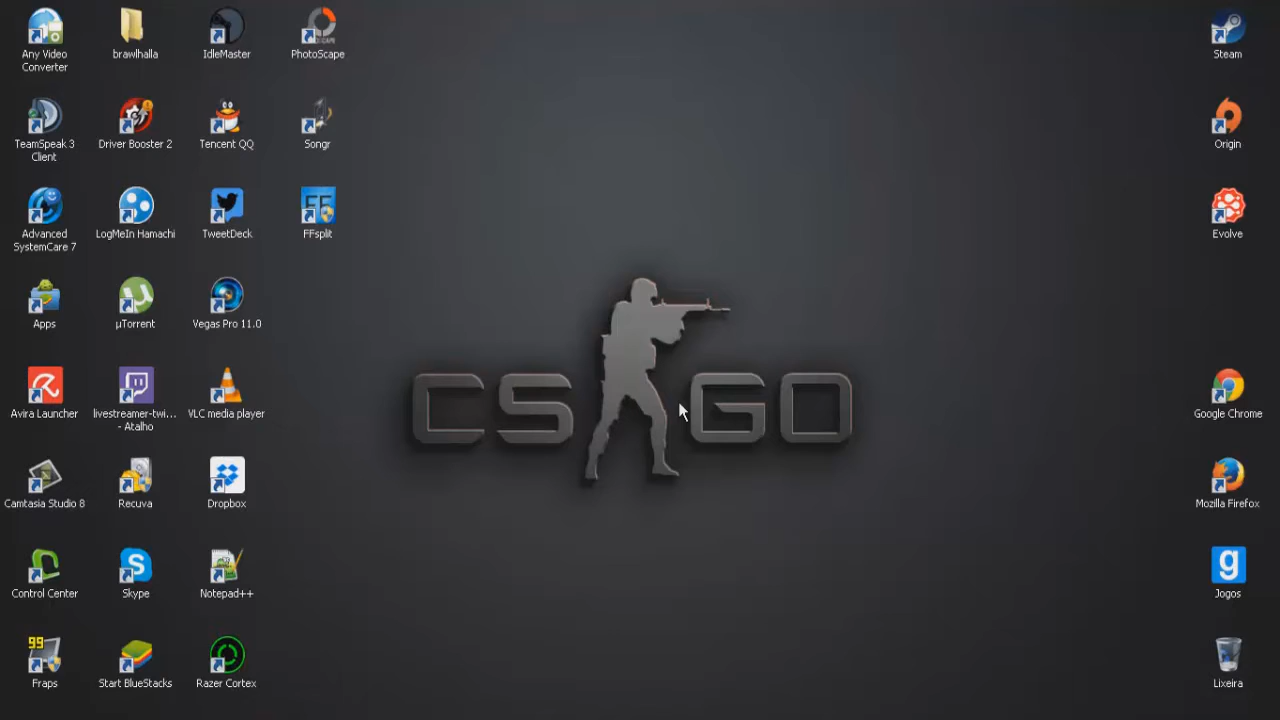 Any Video
Converter
brawlhalla
IdleMaster
PhotoScape
Steam
TeamSpeak 3
Client
Driver Booster 2
Tencent QQ
Songr
Origin
Advanced
SystemCare 7
LogMeIn Hamachi
TweetDeck
FF
FFsplit
Evolve
Apps
µTorrent
Vegas Pro 11.0
Avira Launcher
livestreamer-twi...
- Atalho
VLC media player
CS GO
Google Chrome
Camtasia Studio 8
Recuva
Dropbox
Mozilla Firefox
Control Center
S
Skype
Notepad++
g
Jogos
99
Fraps
Start BlueStacks
Razer Cortex
Lixeira